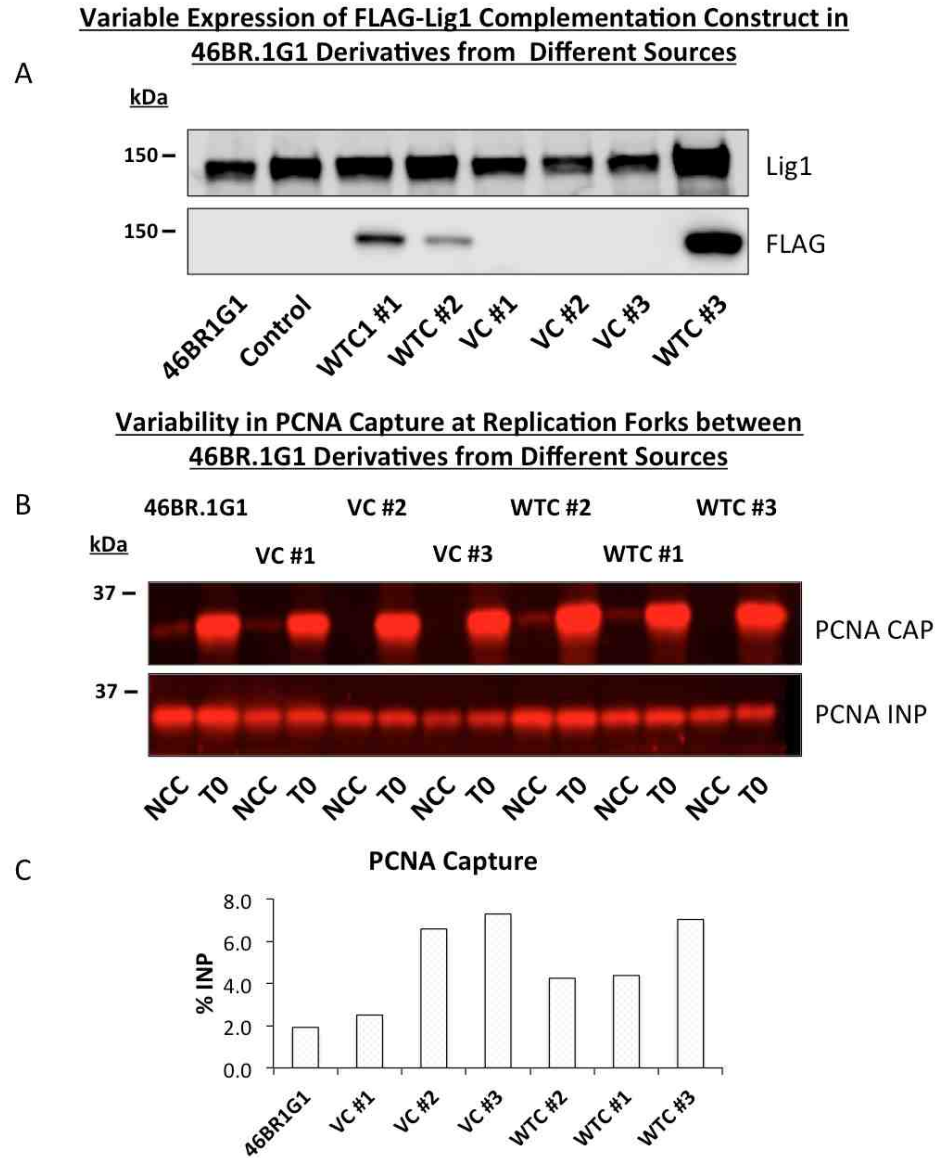 Variable Expression of FLAG-Lig1 Complementation Construct in
46BR.1G1 Derivatives from Different Sources
A
kDa
150
Lig1
150
FLAG
46BR1G1 Control WTC1 #1 WTC #2 VC #1 VC #2 VC #3 WTC #3
Variability in PCNA Capture at Replication Forks between
46BR.1G1 Derivatives from Different Sources
B
46BR.1G1 VC #2 WTC #2 WTC #3
kDa
VC #1 VC #3 WTC #1
37
PCNA CAP
37
PCNA INP
NCC T0 NCC T0 NCC T0 NCC T0 NCC T0 NCC T0 NCC T0
C
PCNA Capture
% INP
8.0
6.0
4.0
2.0
0.0
46BR1G1 VC #1 VC #2 VC #3 WTC #2 WTC #1 WTC #3